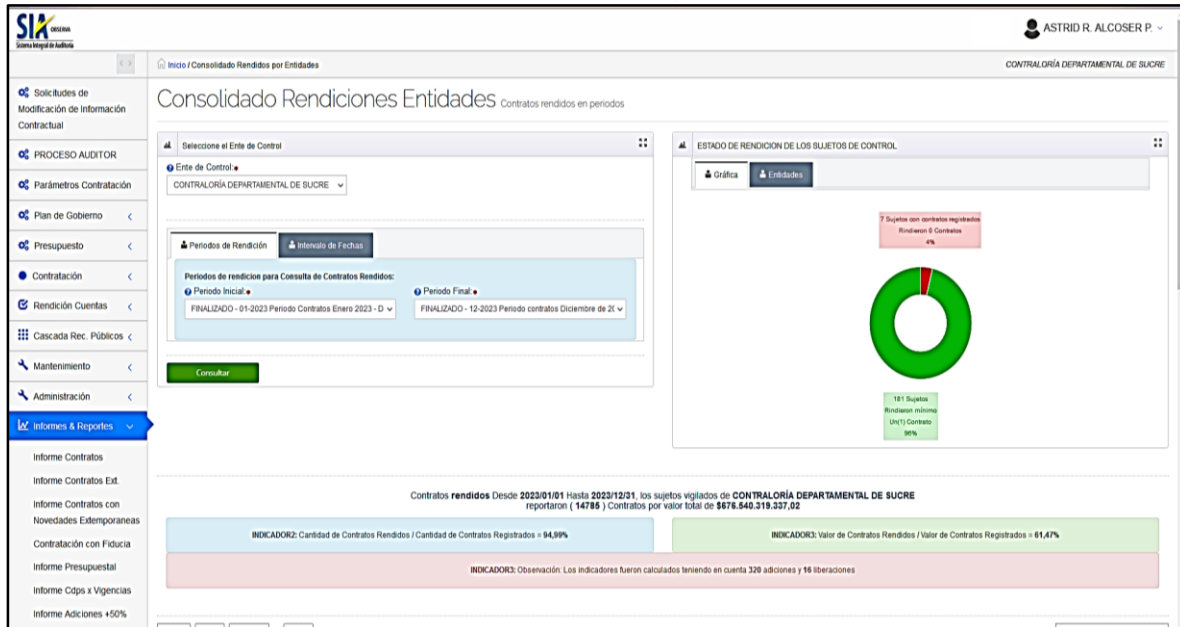 SIA OBSERVA
Sistema Integral de Auditoría
ASTRID R. ALCOSER P.
Inicio / Consolidado Rendidos por Entidades
CONTRALORÍA DEPARTAMENTAL DE SUCRE
Solicitudes de
Modificación de Información
Contractual
PROCESO AUDITOR
Parámetros Contratación
Plan de Gobierno
Presupuesto
Contratación
Rendición Cuentas
Cascada Rec. Públicos
Mantenimiento
Administración
Informes & Reportes
Informe Contratos
Informe Contratos Ext.
Informe Contratos con
Novedades Extemporaneas
Contratación con Fiducia
Informe Presupuestal
Informe Cdps x Vigencias
Informe Adiciones +50%
Consolidado Rendiciones Entidades Contratos rendidos en periodos
Seleccione el Ente de Control
Ente de Control:
CONTRALORÍA DEPARTAMENTAL DE SUCRE
Periodos de Rendición
Intervalo de Fechas
Periodos de rendicion para Consulta de Contratos Rendidos:
Periodo Inicial:
Periodo Final:
FINALIZADO - 01-2023 Periodo Contratos Enero 2023 - D
FINALIZADO - 12-2023 Periodo contratos Diciembre de 2(
Consultar
ESTADO DE RENDICION DE LOS SUJETOS DE CONTROL
Gráfica
Entidades
7 Sujetos con contratos registrados
Rindieron 0 Contratos
4%
181 Sujetos
Rindieron mínimo
Un(1) Contrato
96%
Contratos rendidos Desde 2023/01/01 Hasta 2023/12/31, los sujetos vigilados de CONTRALORÍA DEPARTAMENTAL DE SUCRE
reportaron ( 14785 ) Contratos por valor total de $676.540.319.337,02
INDICADOR2: Cantidad de Contratos Rendidos / Cantidad de Contratos Registrados = 94,99%
INDICADOR3: Valor de Contratos Rendidos / Valor de Contratos Registrados = 61,47%
INDICADOR3: Observación: Los indicadores fueron calculados teniendo en cuenta 320 adiciones y 16 liberaciones